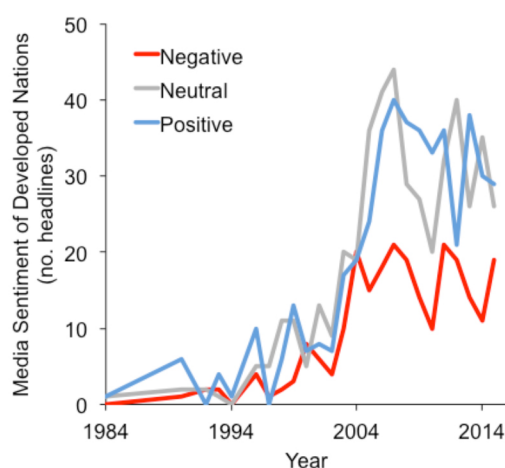 Media Sentiment of Developed Nations
(no. headlines)
50
40
30
20
10
0
Negative
Neutral
Positive
1984
1994
2004
2014
Year